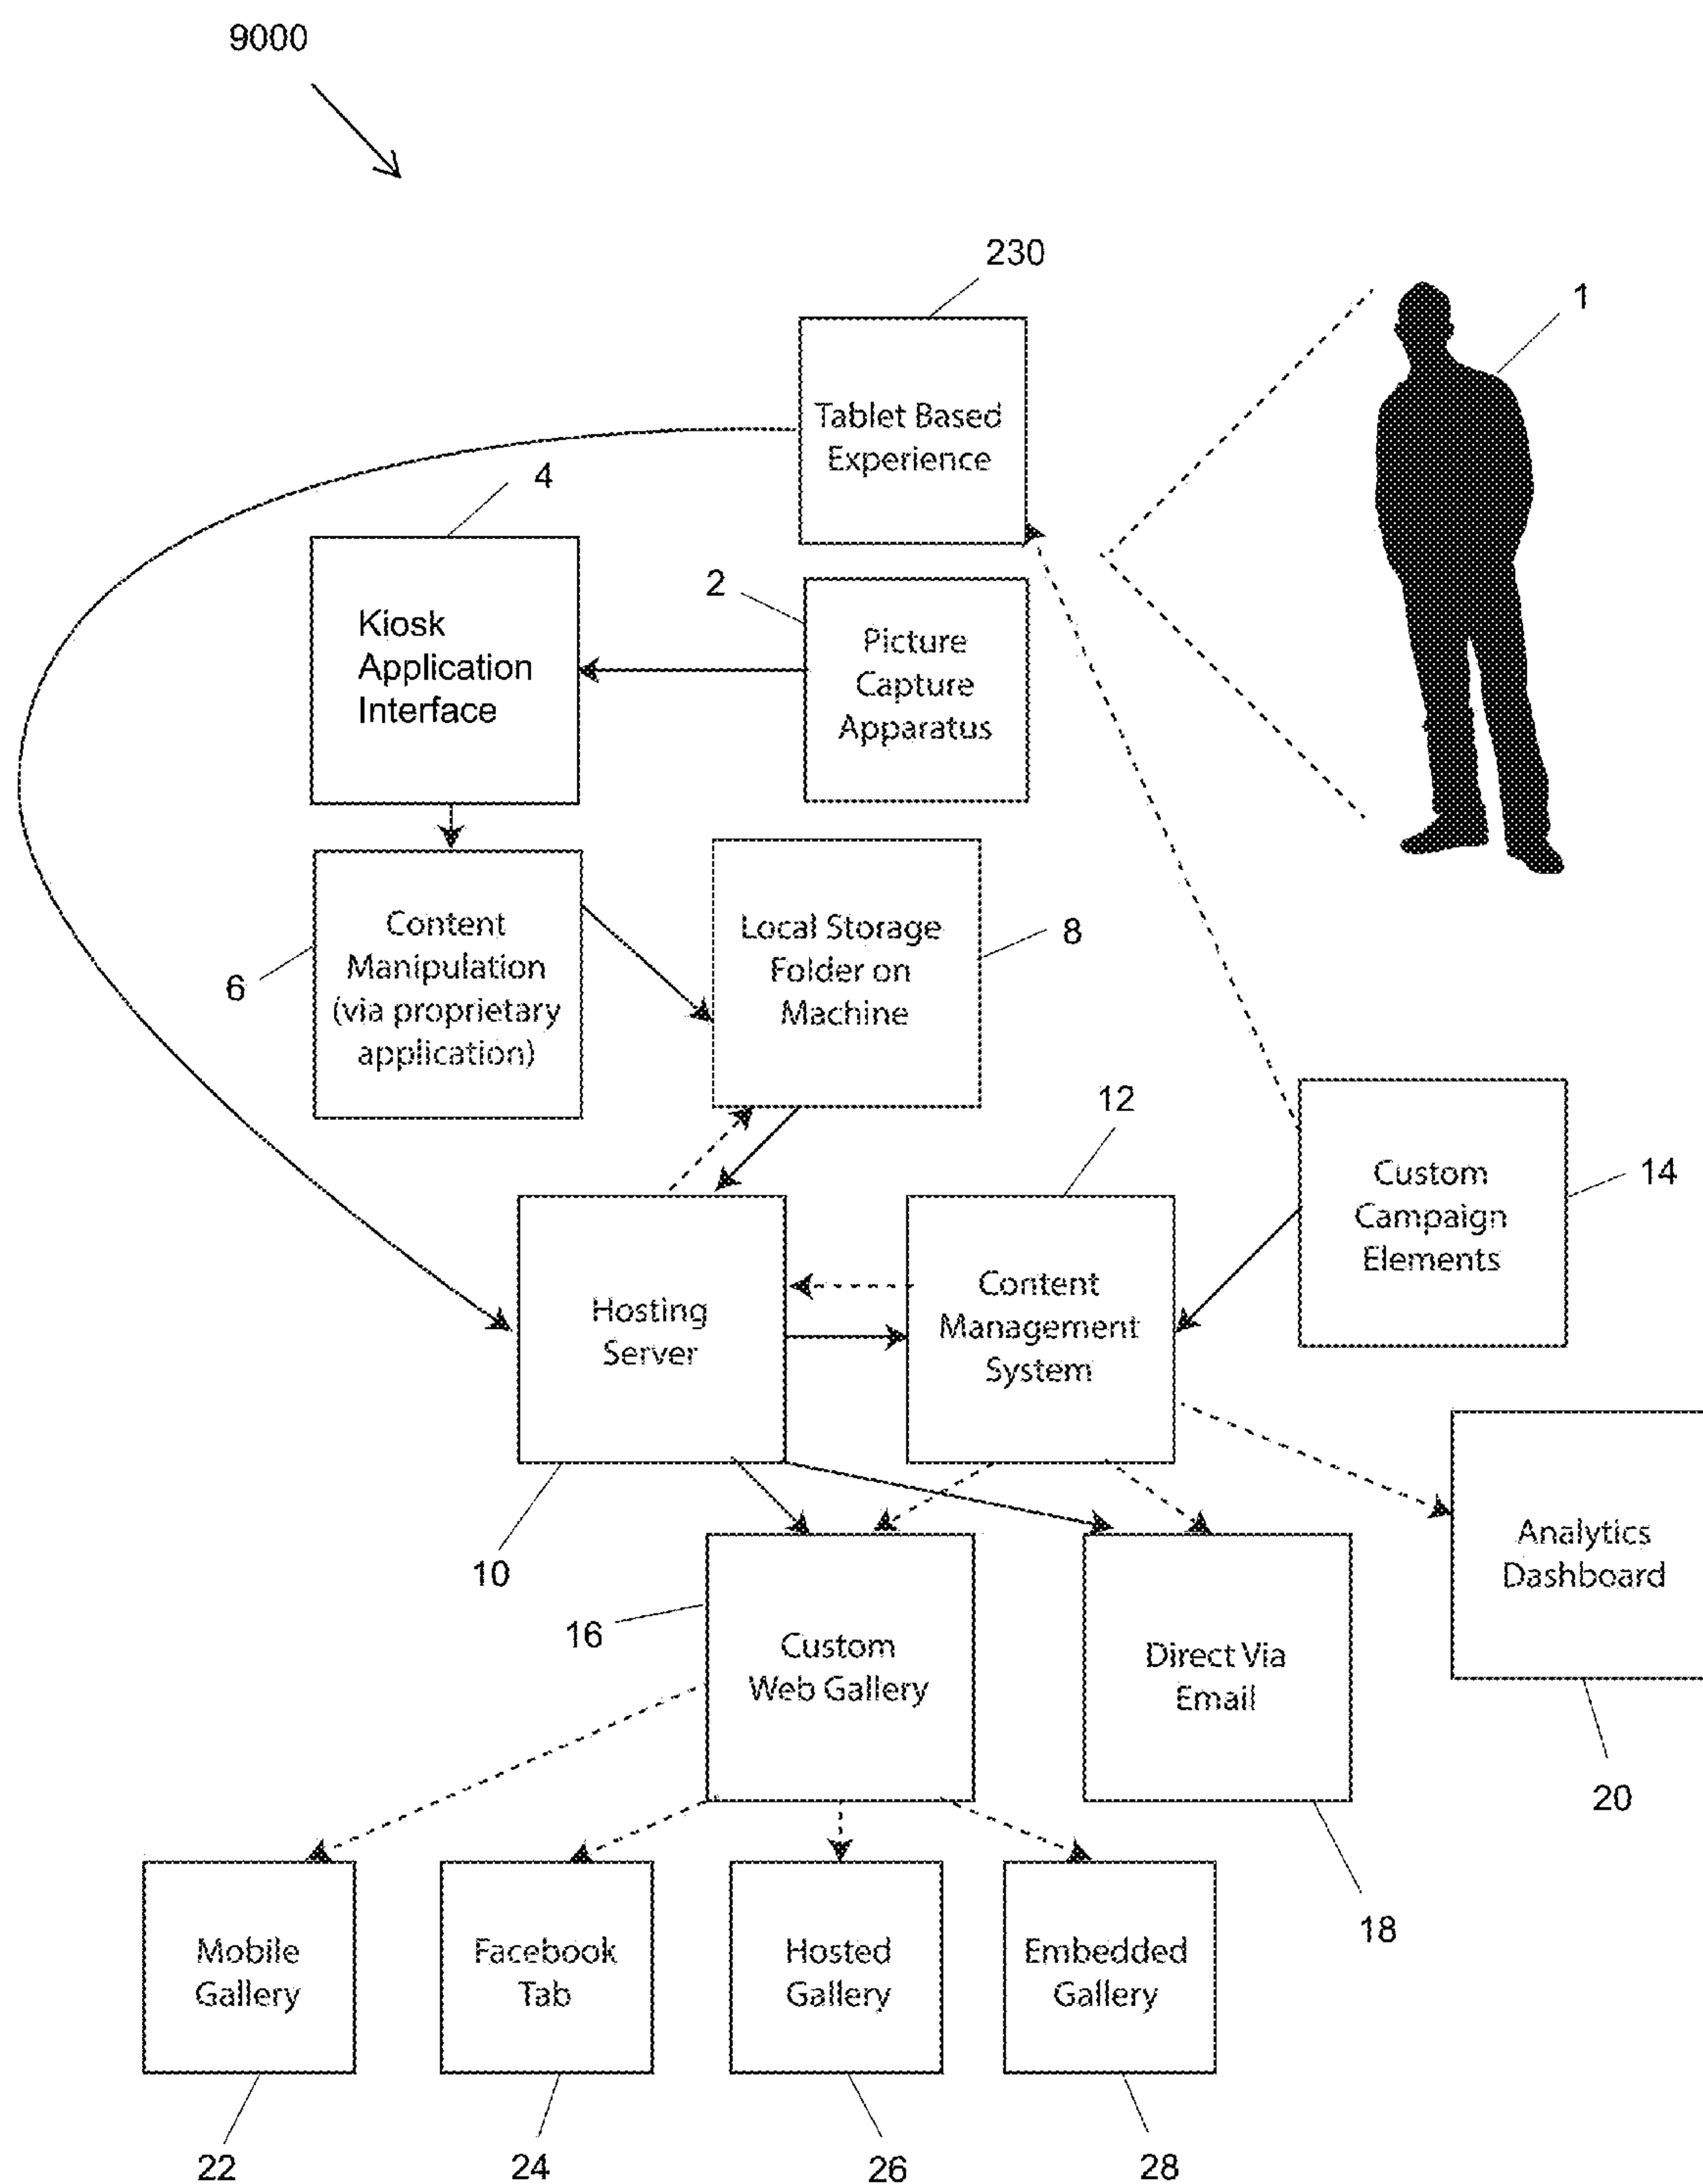 9000
230
1
Tablet Based
Experience
4
2
Kiosk
Application
Interface
Picture
Capture
Apparatus
Content
Manipulation
(via proprietary
application)
6
Local Storage
Folder on
Machine
8
12
Custom
Campaign
Elements
14
Hosting
Server
Content
Management
System
10
16
Custom
Web Gallery
Direct Via
Email
Analytics
Dashboard
20
18
Mobile
Gallery
Facebook
Tab
Hosted
Gallery
Embedded
Gallery
22
24
26
28